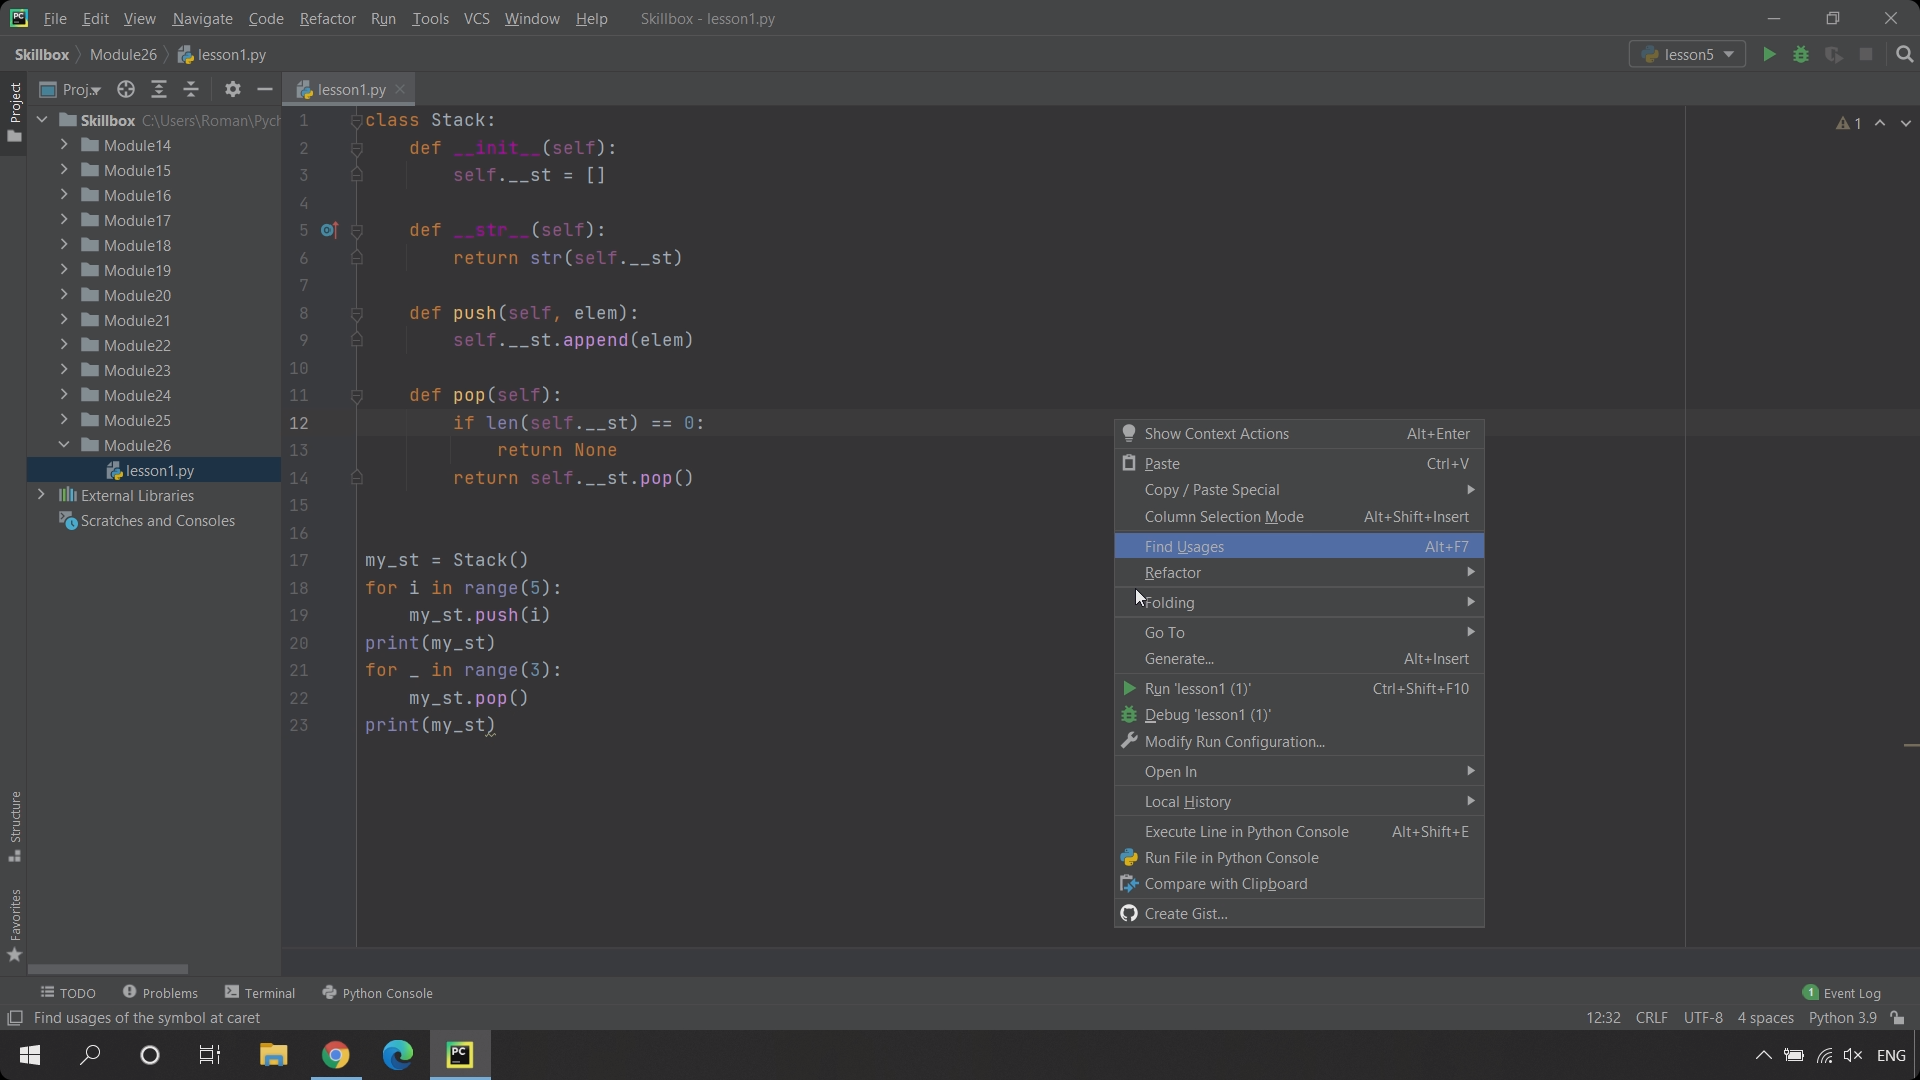 PC File Edit View Navigate Code Refactor Run Tools VCS Window Help Skillbox - lesson1.py
Skillbox Module26 lesson1.py lesson5
Project
Proj... lesson1.py
Skillbox C:\Users\Roman\Pych
Module14
Module15
Module16
Module17
Module18
Module19
Module20
Module21
Module22
Module23
Module24
Module25
Module26
lesson1.py
External Libraries
Scratches and Consoles
1 class Stack:
2 def __init__(self):
3 self.__st = []
4
5 def __str__(self):
6 return str(self.__st)
7
8 def push(self, elem):
9 self.__st.append(elem)
10
11 def pop(self):
12 if len(self.__st) == 0:
13 return None
14 return self.__st.pop()
15
16
17 my_st = Stack()
18 for i in range(5):
19 my_st.push(i)
20 print(my_st)
21 for _ in range(3):
22 my_st.pop()
23 print(my_st)
1
Show Context Actions Alt+Enter
Paste Ctrl+V
Copy / Paste Special
Column Selection Mode Alt+Shift+Insert
Find Usages Alt+F7
Refactor
Folding
Go To
Generate... Alt+Insert
Run 'lesson1 (1)' Ctrl+Shift+F10
Debug 'lesson1 (1)'
Modify Run Configuration...
Open In
Local History
Execute Line in Python Console Alt+Shift+E
Run File in Python Console
Compare with Clipboard
Create Gist...
Structure
Favorites
TODO Problems Terminal Python Console 1 Event Log
Find usages of the symbol at caret 12:32 CRLF UTF-8 4 spaces Python 3.9
PC ENG